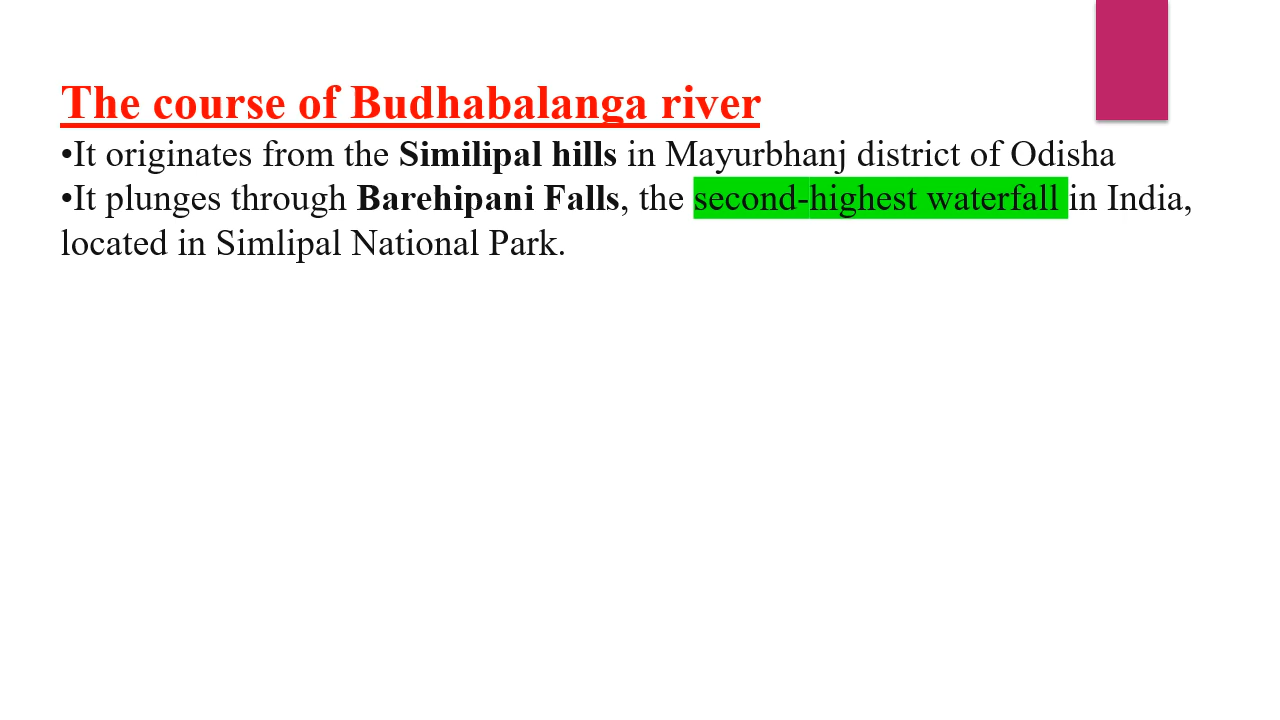 The course of Budhabalanga river
•It originates from the Similipal hills in Mayurbhanj district of Odisha
•It plunges through Barehipani Falls, the second-highest waterfall in India,
located in Simlipal National Park.